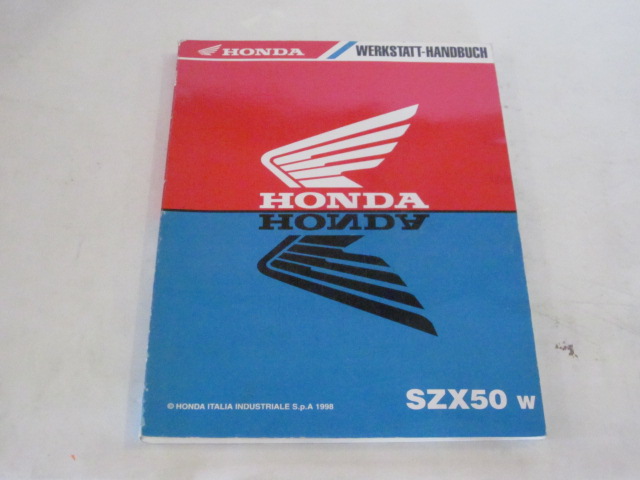 HONDA WERKSTATT-HANDBUCH
HONDA
HONDA
© HONDA ITALIA INDUSTRIALE S.p.A 1998
SZX50 W